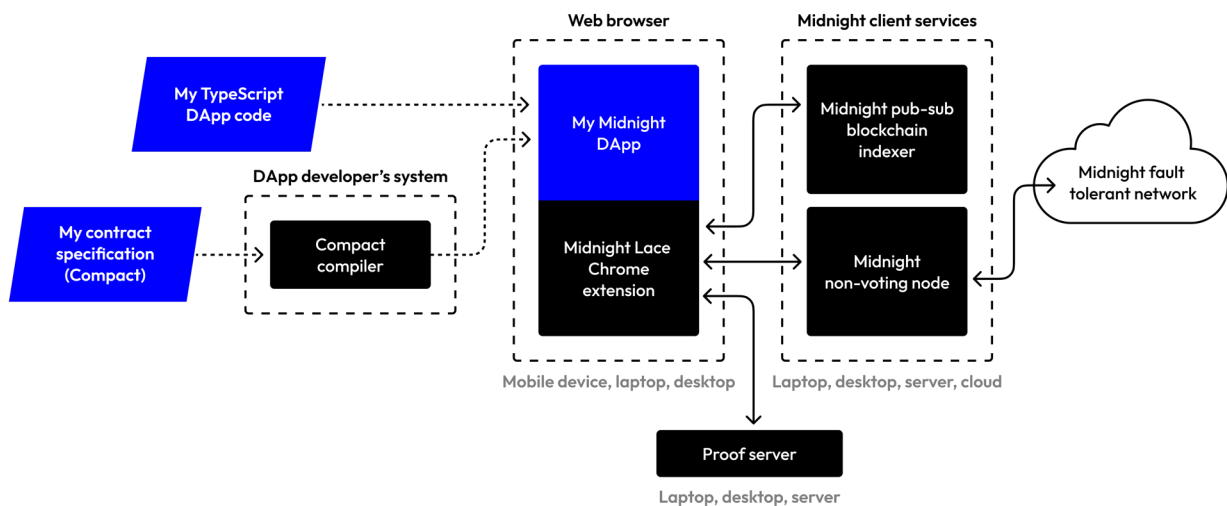 Web browser
Midnight client services
My TypeScript
DApp code
My Midnight
DApp
Midnight pub-sub
blockchain
indexer
Midnight fault
tolerant network
DApp developer’s system
My contract
specification
(Compact)
Compact
compiler
Midnight Lace
Chrome
extension
Midnight
non-voting node
Mobile device, laptop, desktop
Laptop, desktop, server, cloud
Proof server
Laptop, desktop, server